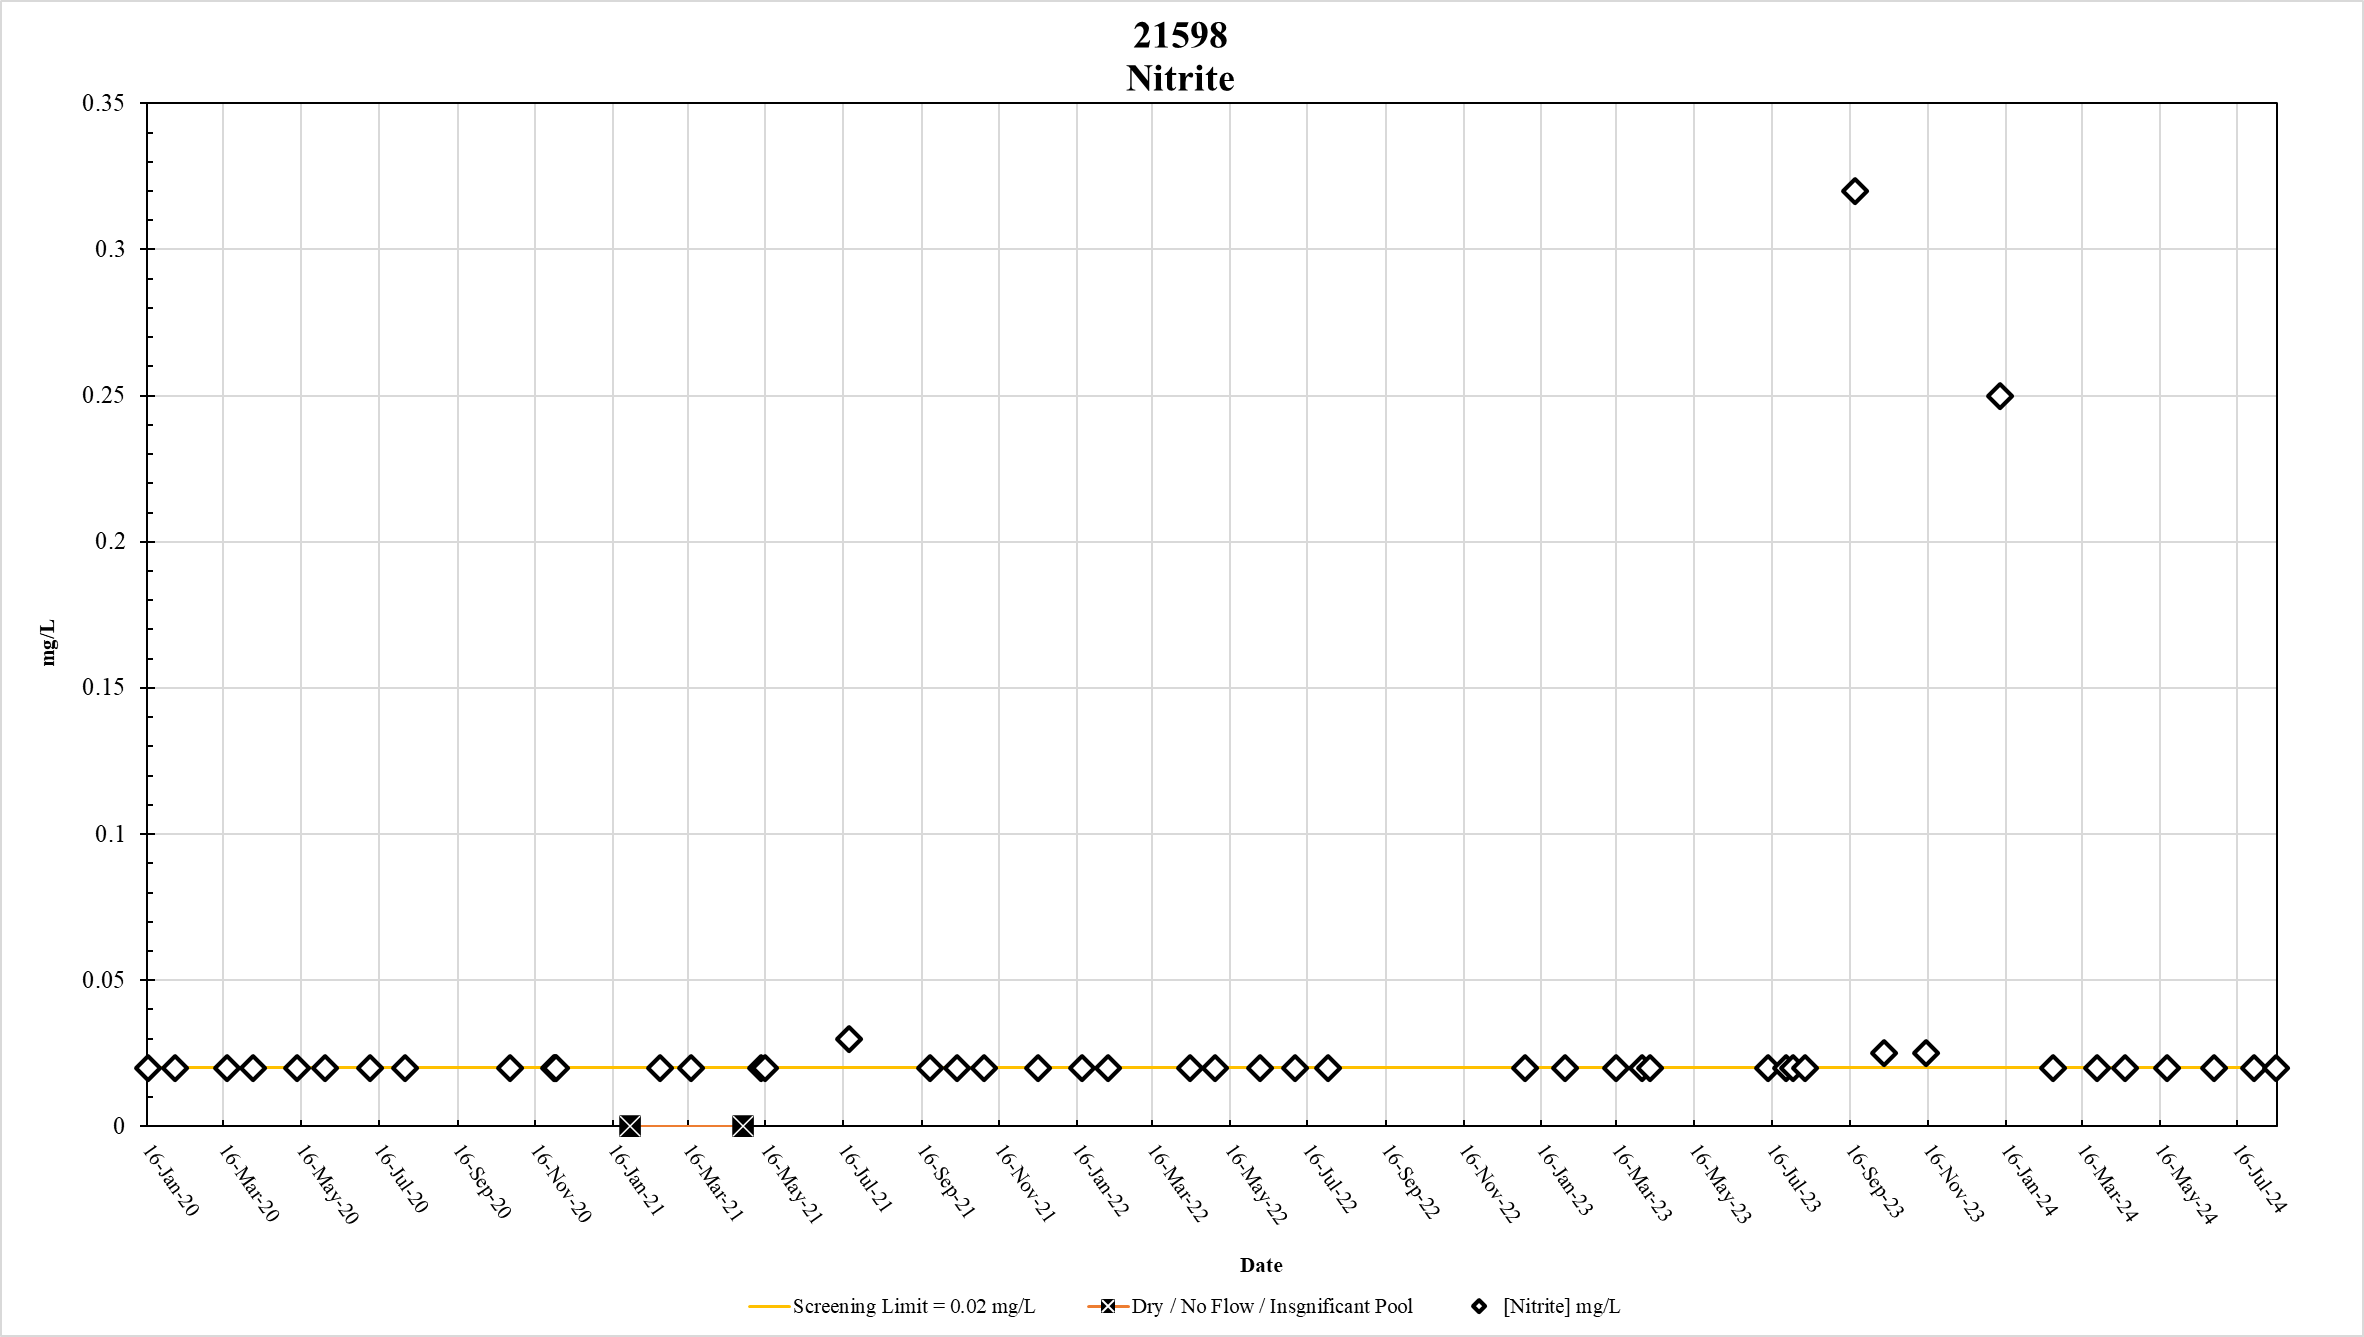 21598
Nitrite
0.35
0.3
0.25
0.2
0.15
0.1
0.05
0
mg/L
16-Jan-20
16-Mar-20
16-May-20
16-Jul-20
16-Sep-20
16-Nov-20
16-Jan-21
16-Mar-21
16-May-21
16-Jul-21
16-Sep-21
16-Nov-21
16-Jan-22
16-Mar-22
16-May-22
16-Jul-22
16-Sep-22
16-Nov-22
16-Jan-23
16-Mar-23
16-May-23
16-Jul-23
16-Sep-23
16-Nov-23
16-Jan-24
16-Mar-24
16-May-24
16-Jul-24
Date
Screening Limit = 0.02 mg/L
Dry / No Flow / Insgnificant Pool
[Nitrite] mg/L